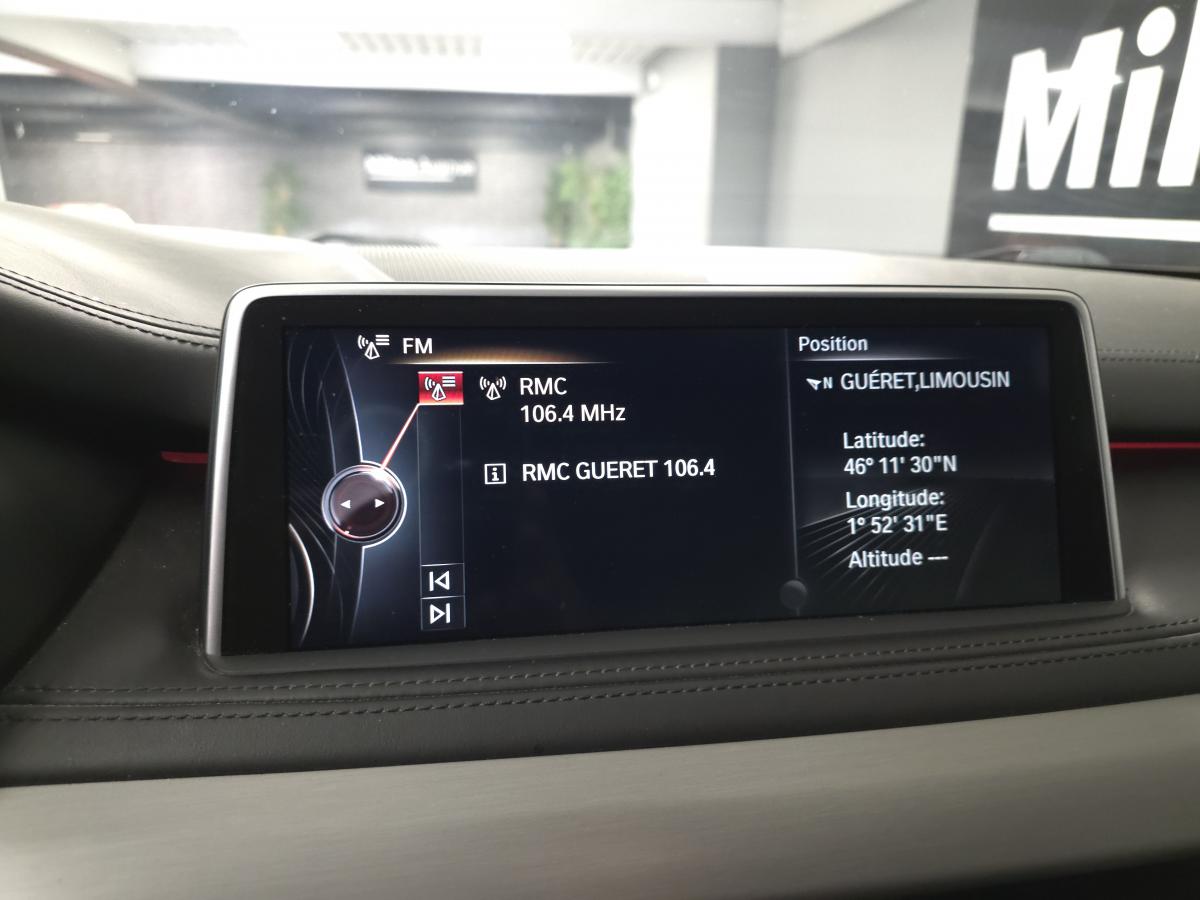 Mil
FM
RMC
106.4 MHz
RMC GUERET 106.4
Position
N GUÉRET,LIMOUSIN
Latitude:
46° 11' 30"N
Longitude:
1° 52' 31"E
Altitude ---